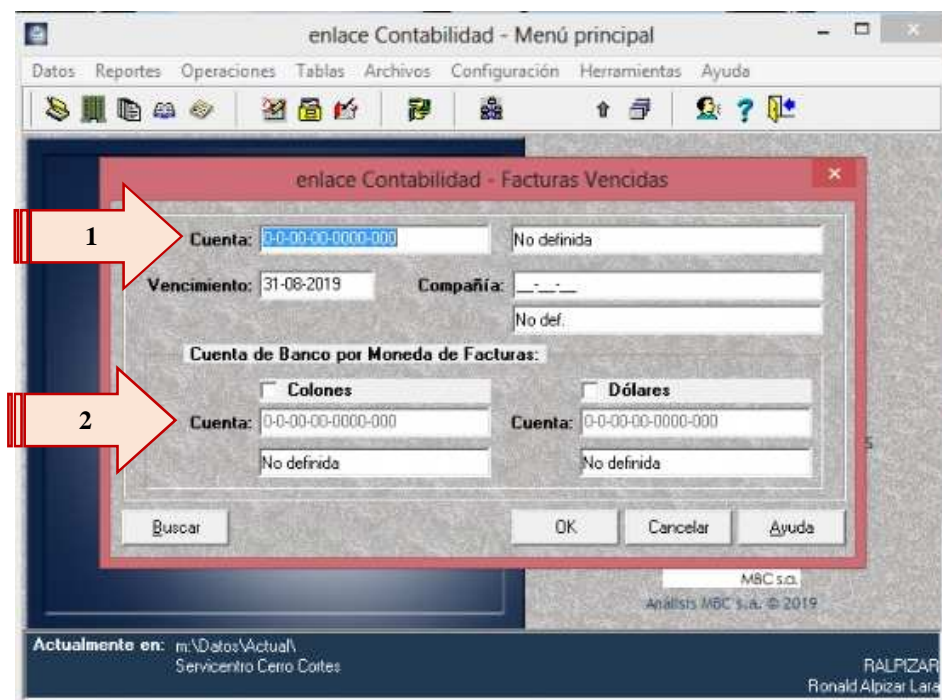 enlace Contabilidad - Menú principal
Datos Reportes Operaciones Tablas Archivos Configuración Herramientas Ayuda
enlace Contabilidad - Facturas Vencidas
1
Cuenta: 0-0-00-00-0000-000 No definida
Vencimiento: 31-08-2019 Compañía: __-__-__
No def.
Cuenta de Banco por Moneda de Facturas:
Colones Dólares
2
Cuenta: 0-0-00-00-0000-000 Cuenta: 0-0-00-00-0000-000
No definida No definida
Buscar OK Cancelar Ayuda
MBC s.a.
Análisis MBC s.a. © 2019
Actualmente en: m:\Datos\Actual\
Servicentro Cerro Cortes
RALPIZAR
Ronald Alpizar Lara